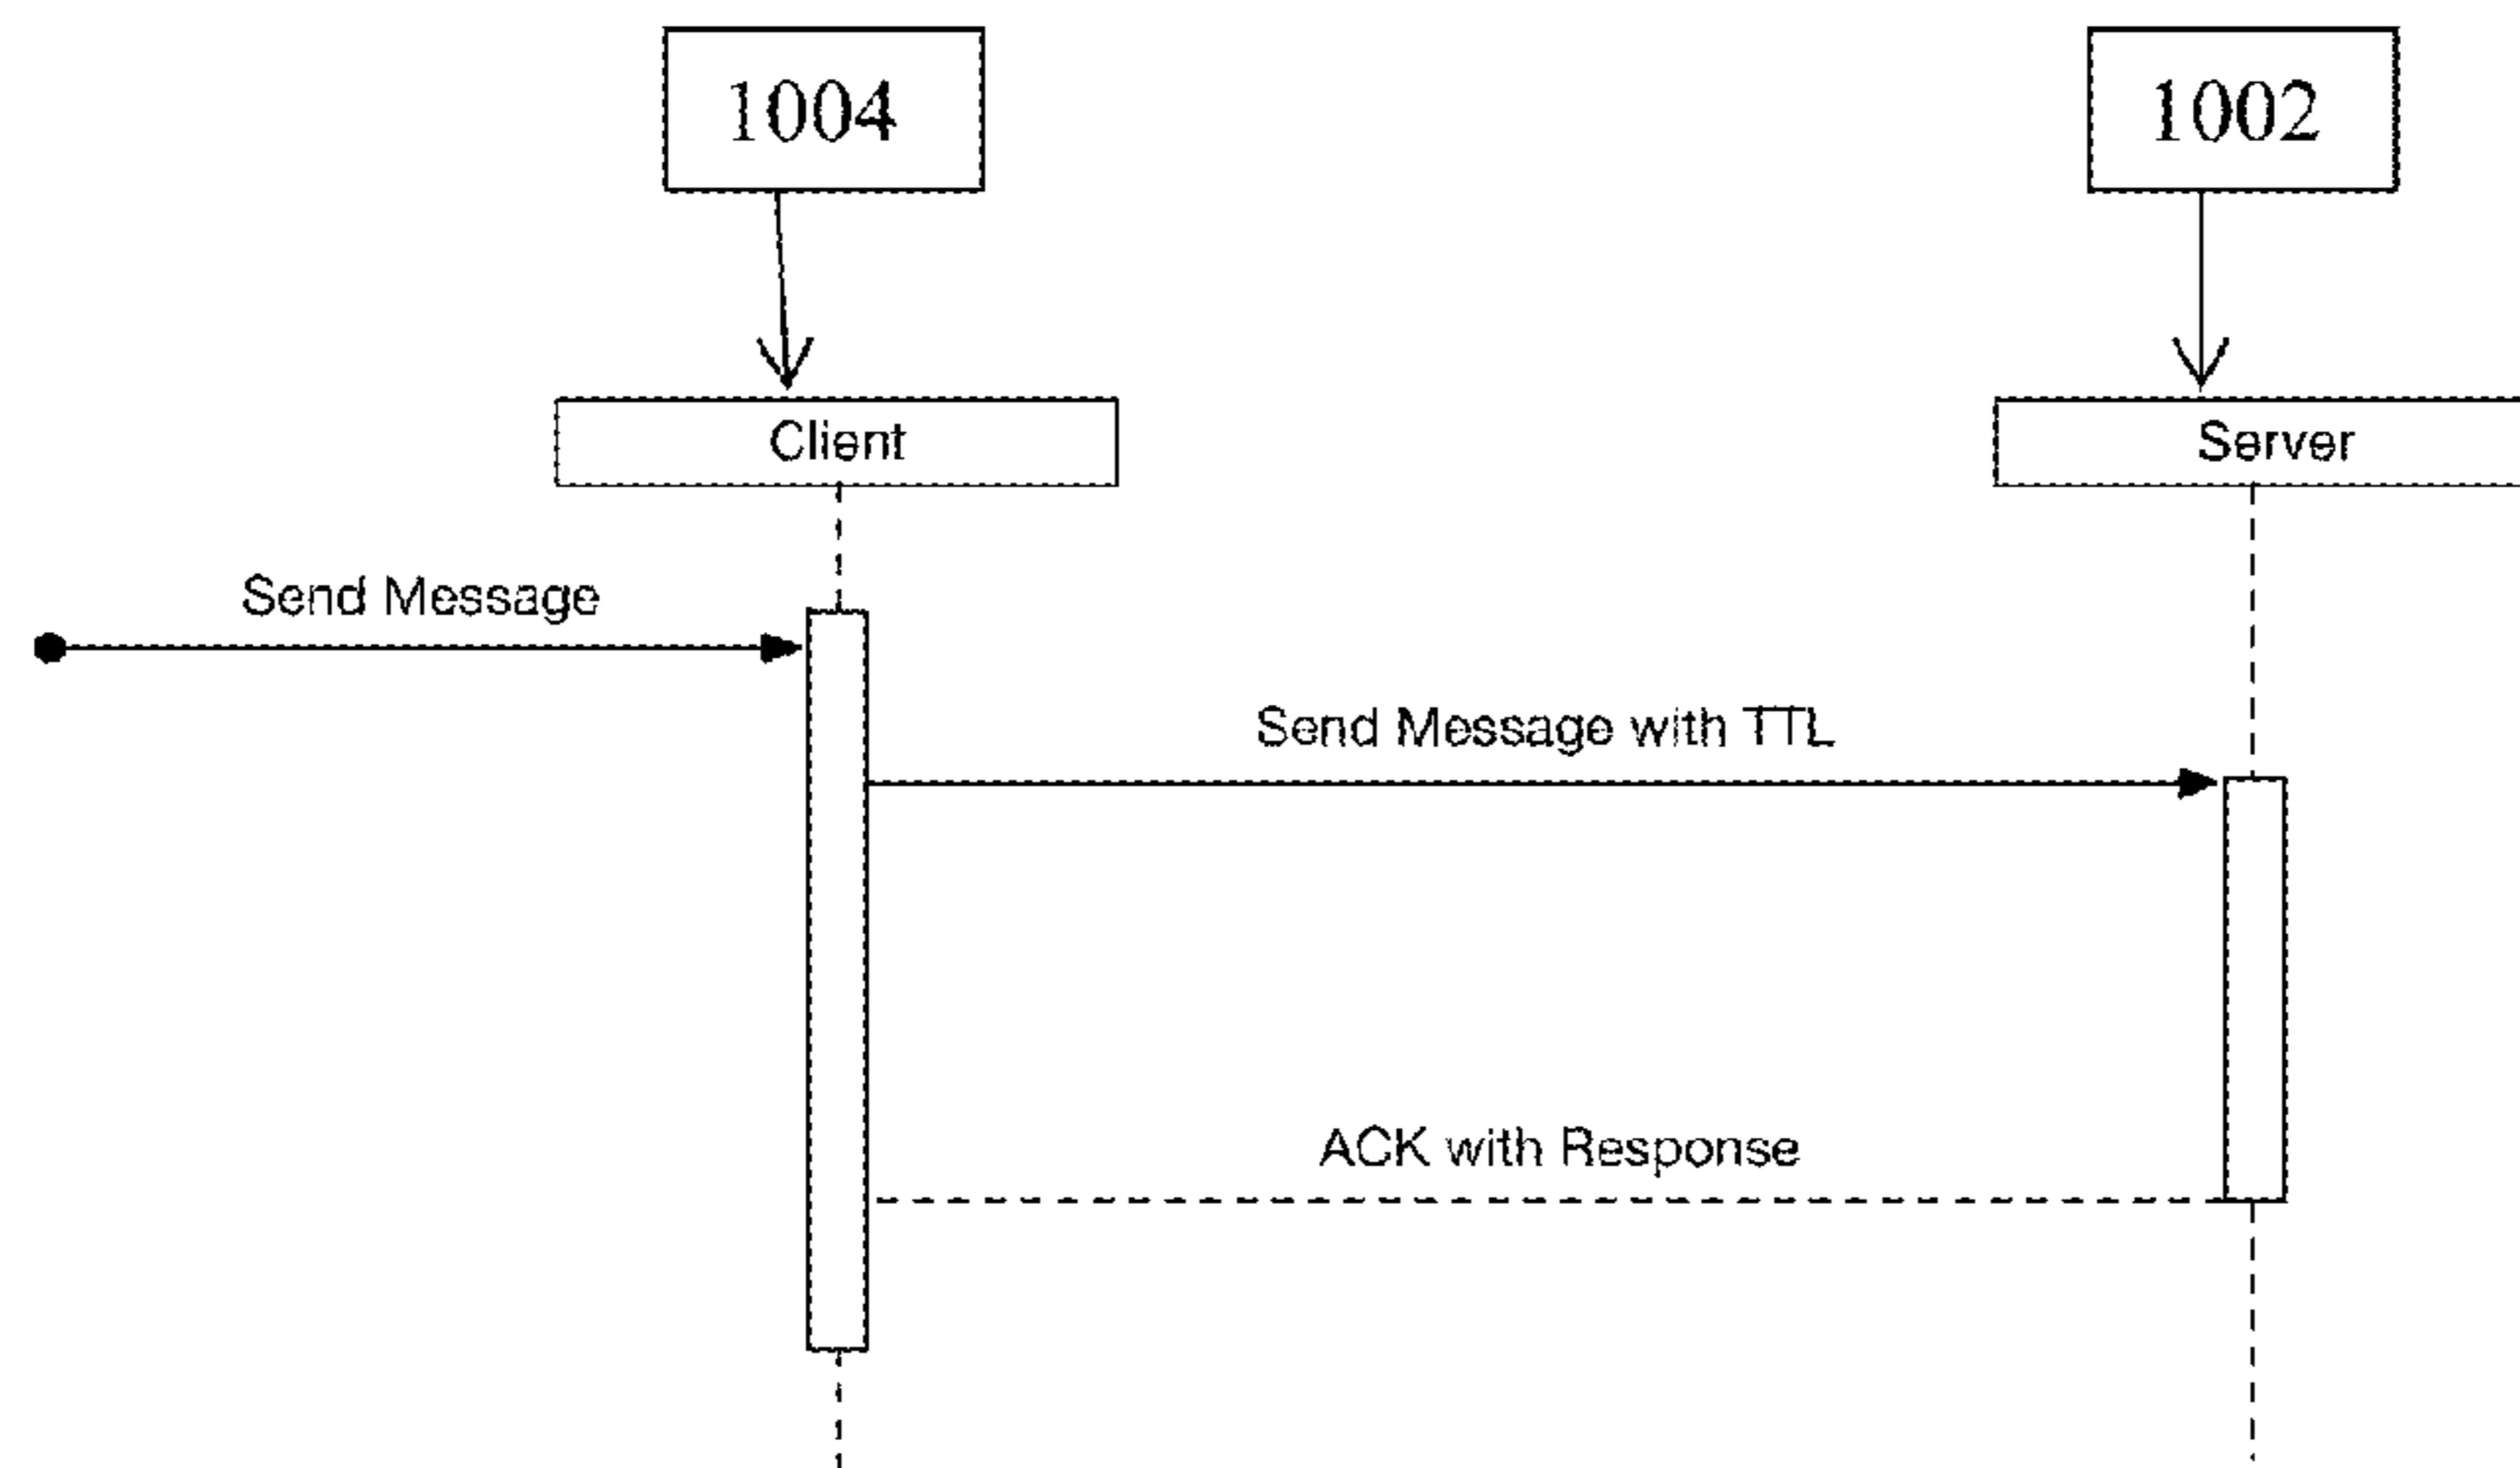 1004
1002
Client
Server
Send Message
Send Message with TTL
ACK with Response